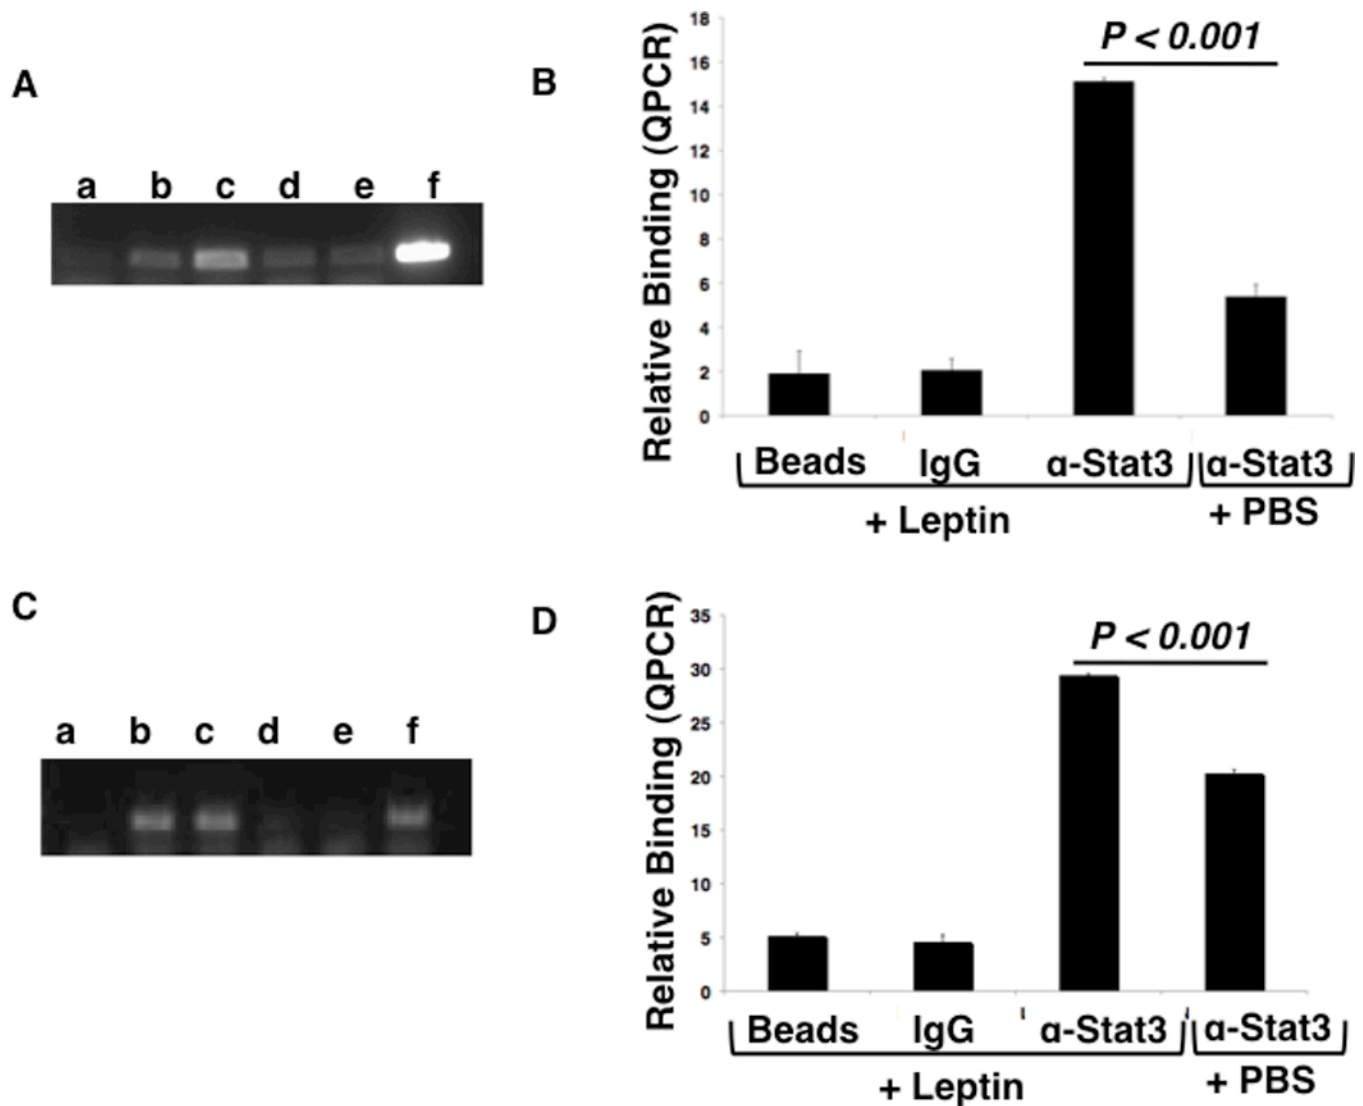 A
a b c d e f
B
Relative Binding (QPCR)
18
16
14
12
10
8
6
4
2
0
P < 0.001
Beads IgG α-Stat3 α-Stat3
+ Leptin + PBS
C
a b c d e f
D
Relative Binding (QPCR)
35
30
25
20
15
10
5
0
P < 0.001
Beads IgG α-Stat3 α-Stat3
+ Leptin + PBS